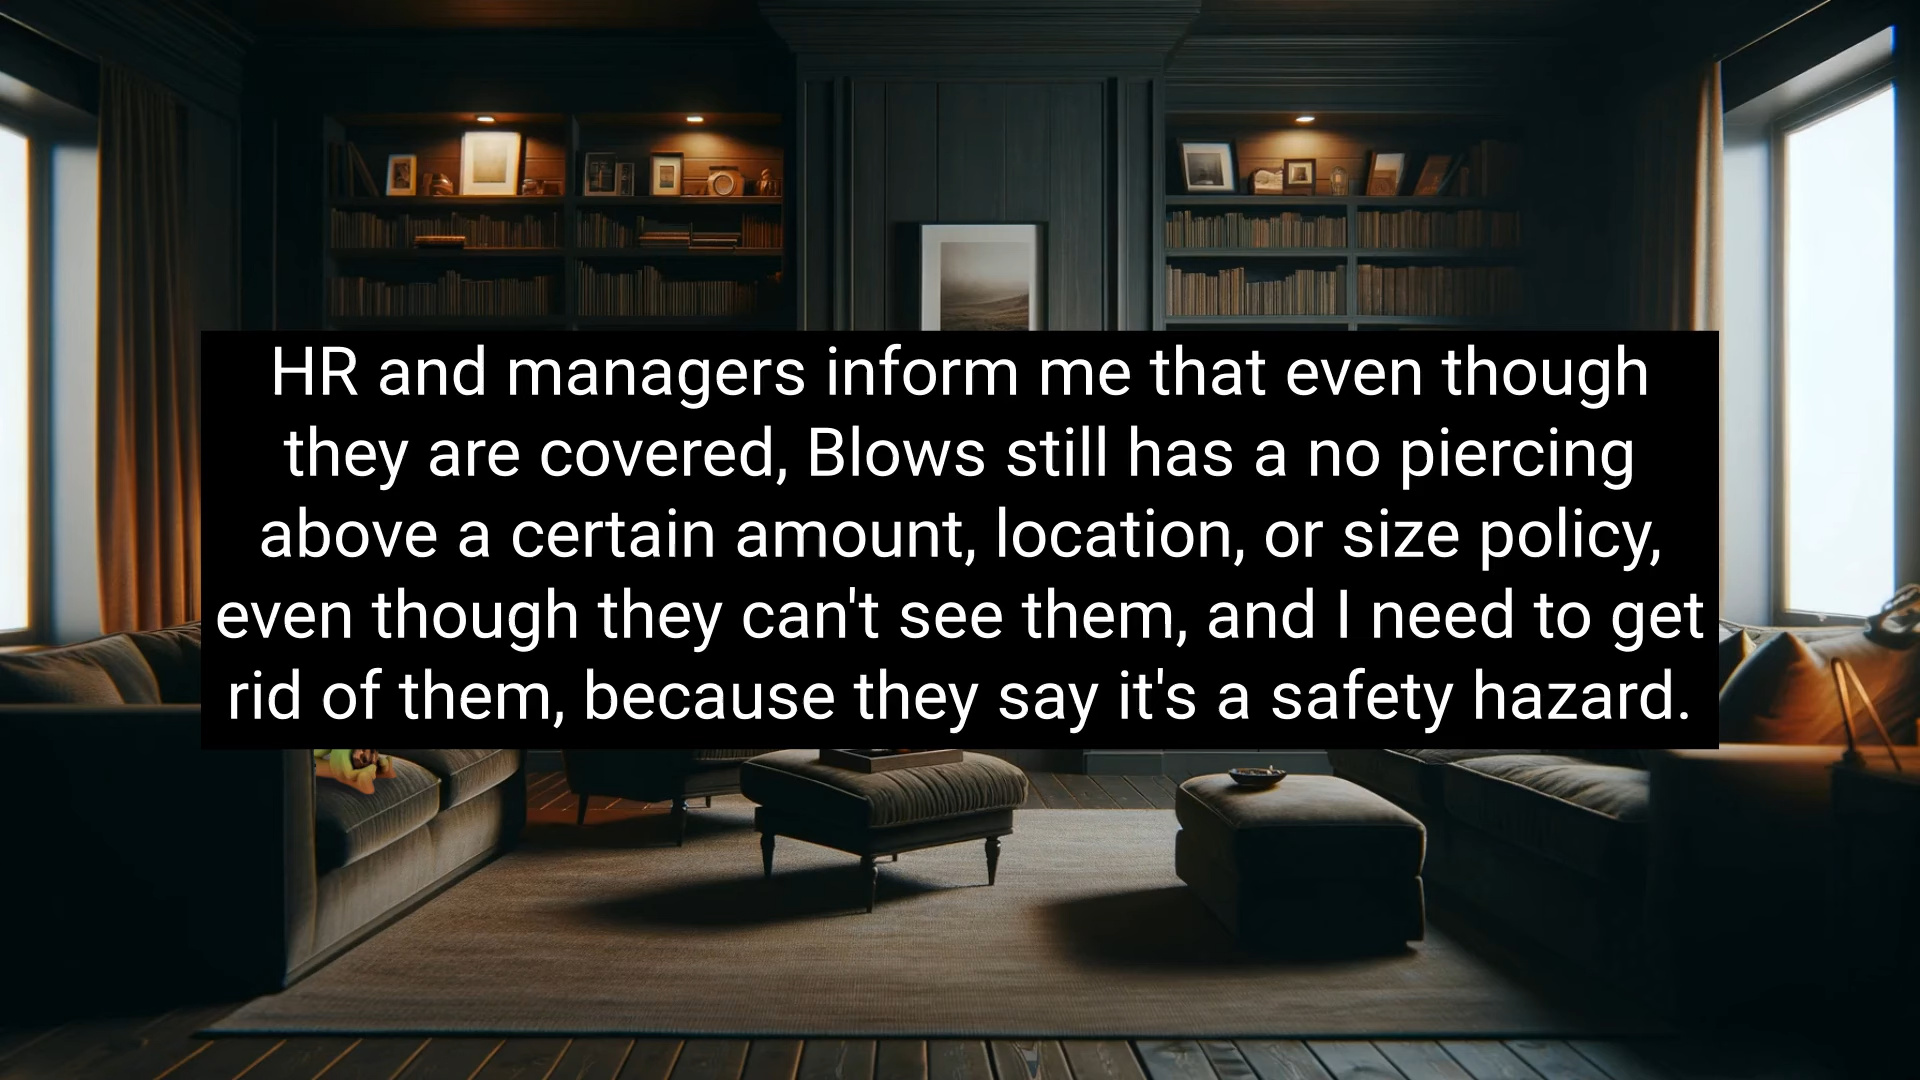 HR and managers inform me that even though
they are covered, Blows still has a no piercing
above a certain amount, location, or size policy,
even though they can't see them, and I need to get
rid of them, because they say it's a safety hazard.